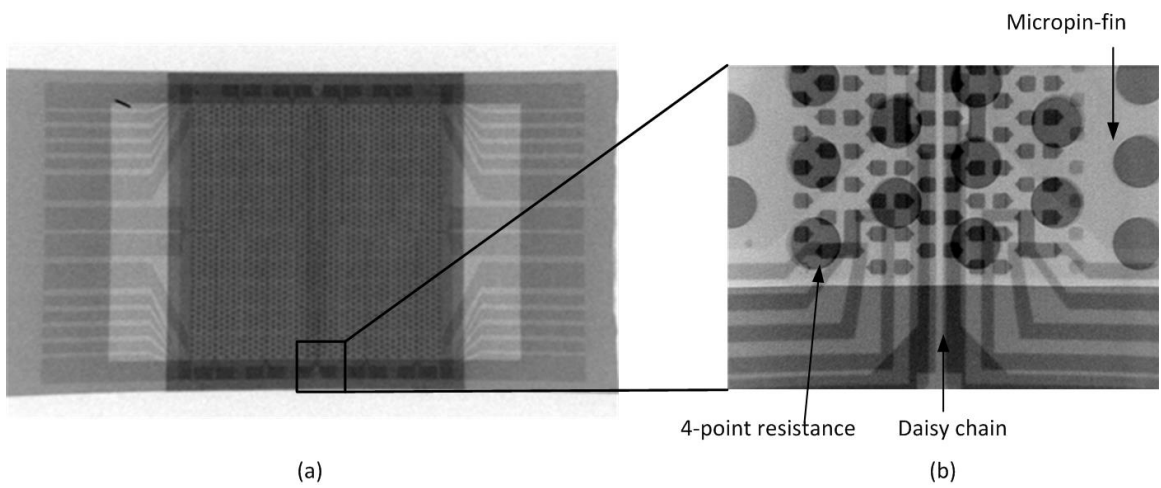 Micropin-fin
4-point resistance
Daisy chain
(a)
(b)